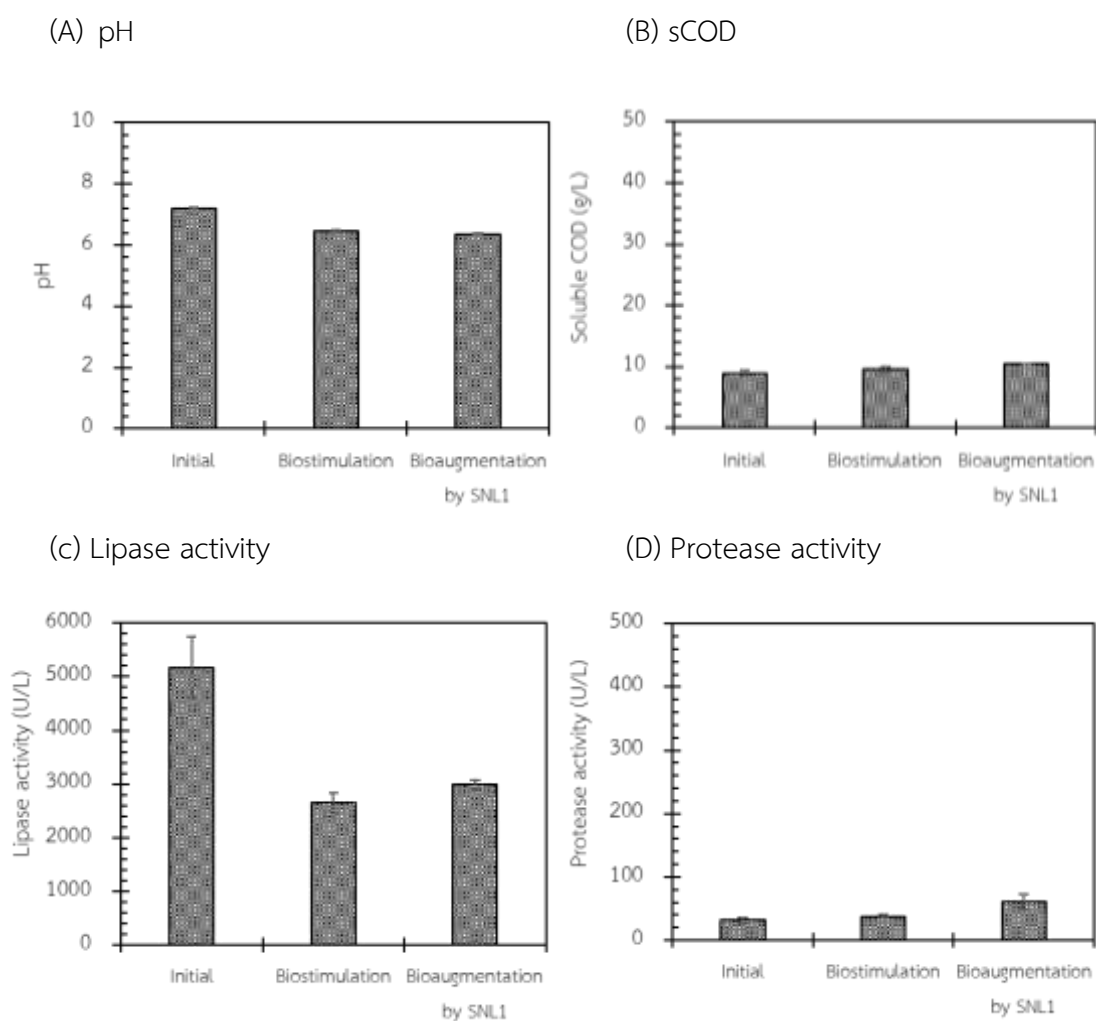 (A) pH
10
8
6
4
2
0
pH
Initial
Biostimulation
Bioaugmentation
by SNL1
(B) sCOD
50
40
30
20
10
0
Soluble COD (g/L)
Initial
Biostimulation
Bioaugmentation
by SNL1
(c) Lipase activity
6000
5000
4000
3000
2000
1000
0
Lipase activity (U/L)
Initial
Biostimulation
Bioaugmentation
by SNL1
(D) Protease activity
500
400
300
200
100
0
Protease activity (U/L)
Initial
Biostimulation
Bioaugmentation
by SNL1